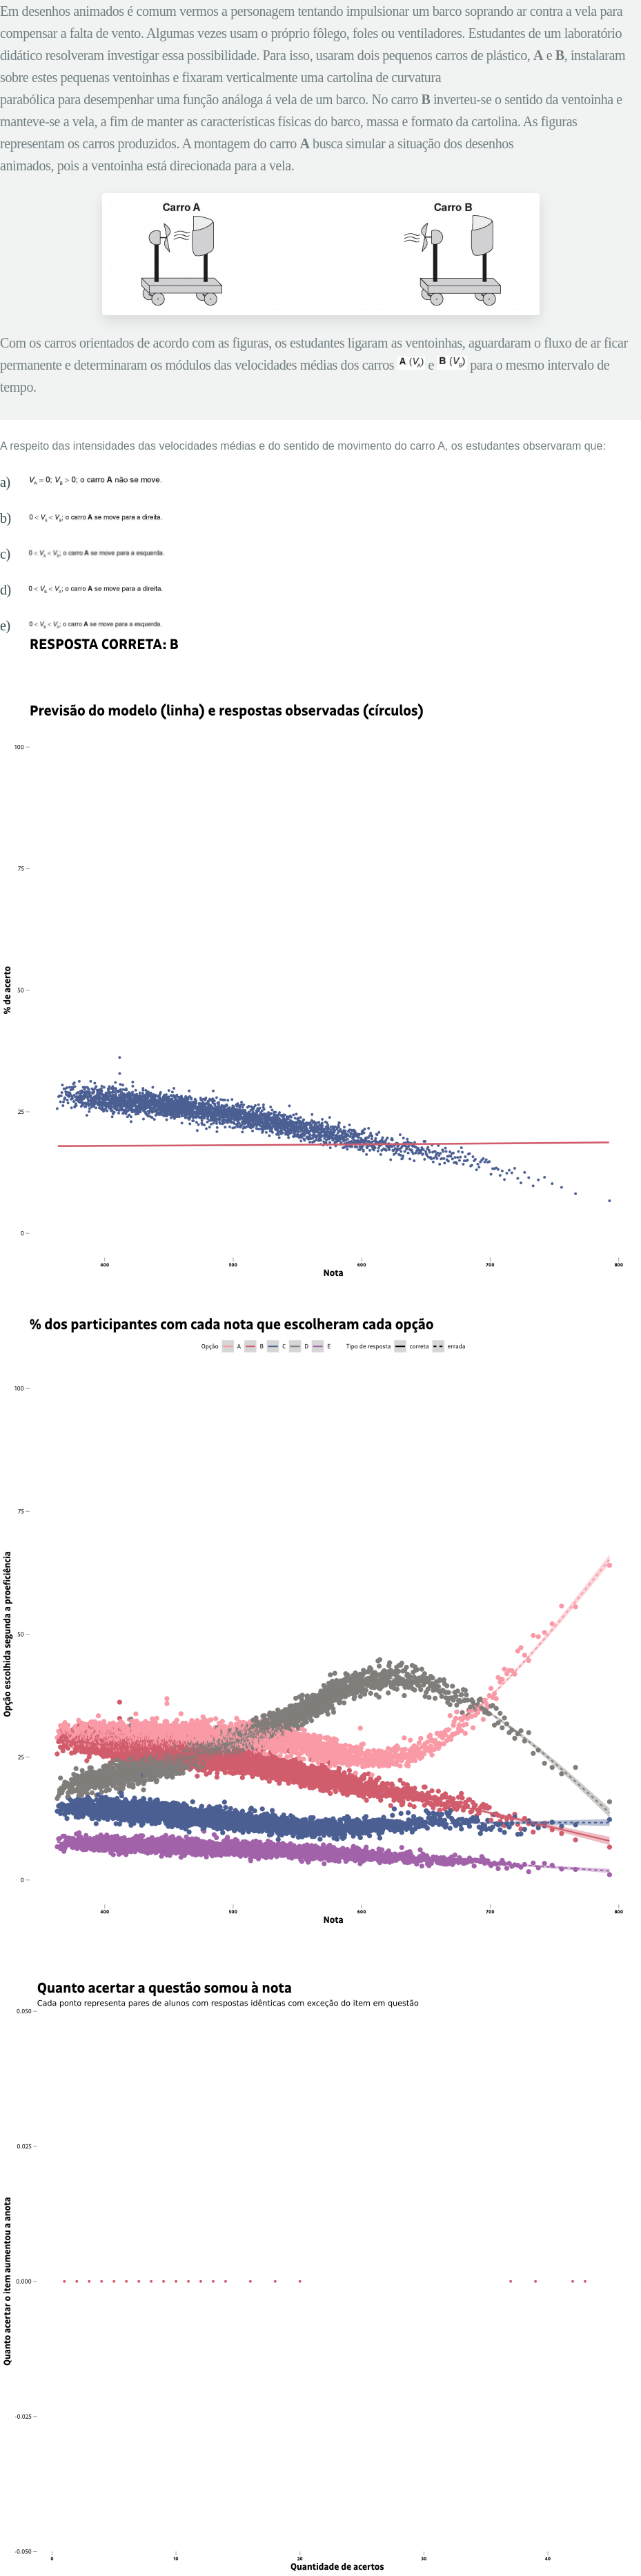 Em desenhos animados é comum vermos a personagem tentando impulsionar um barco soprando ar contra a vela para
compensar a falta de vento. Algumas vezes usam o próprio fôlego, foles ou ventiladores. Estudantes de um laboratório
didático resolveram investigar essa possibilidade. Para isso, usaram dois pequenos carros de plástico, A e B, instalaram
sobre estes pequenas ventoinhas e fixaram verticalmente uma cartolina de curvatura
parabólica para desempenhar uma função análoga á vela de um barco. No carro B inverteu-se o sentido da ventoinha e
manteve-se a vela, a fim de manter as características físicas do barco, massa e formato da cartolina. As figuras
representam os carros produzidos. A montagem do carro A busca simular a situação dos desenhos
animados, pois a ventoinha está direcionada para a vela.
Carro A
Carro B
Com os carros orientados de acordo com as figuras, os estudantes ligaram as ventoinhas, aguardaram o fluxo de ar ficar
permanente e determinaram os módulos das velocidades médias dos carros A (V_A) e B (V_B) para o mesmo intervalo de
tempo.
A respeito das intensidades das velocidades médias e do sentido de movimento do carro A, os estudantes observaram que:
a) V_A = 0; V_B > 0; o carro A não se move.
b) 0 < V_A < V_B; o carro A se move para a direita.
c) 0 < V_A < V_B; o carro A se move para a esquerda.
d) 0 < V_B < V_A; o carro A se move para a direita.
e) 0 < V_B < V_A; o carro A se move para a esquerda.
RESPOSTA CORRETA: B
Previsão do modelo (linha) e respostas observadas (círculos)
100
75
50
25
0
% de acerto
400 500 600 700 800
Nota
% dos participantes com cada nota que escolheram cada opção
Opção A B C D E Tipo de resposta correta errada
100
75
50
25
0
Opção escolhida segunda a proeficiência
400 500 600 700 800
Nota
Quanto acertar a questão somou à nota
Cada ponto representa pares de alunos com respostas idênticas com exceção do item em questão
0.050
0.025
0.000
-0.025
-0.050
Quanto acertar o item aumentou a anota
0 10 20 30 40
Quantidade de acertos